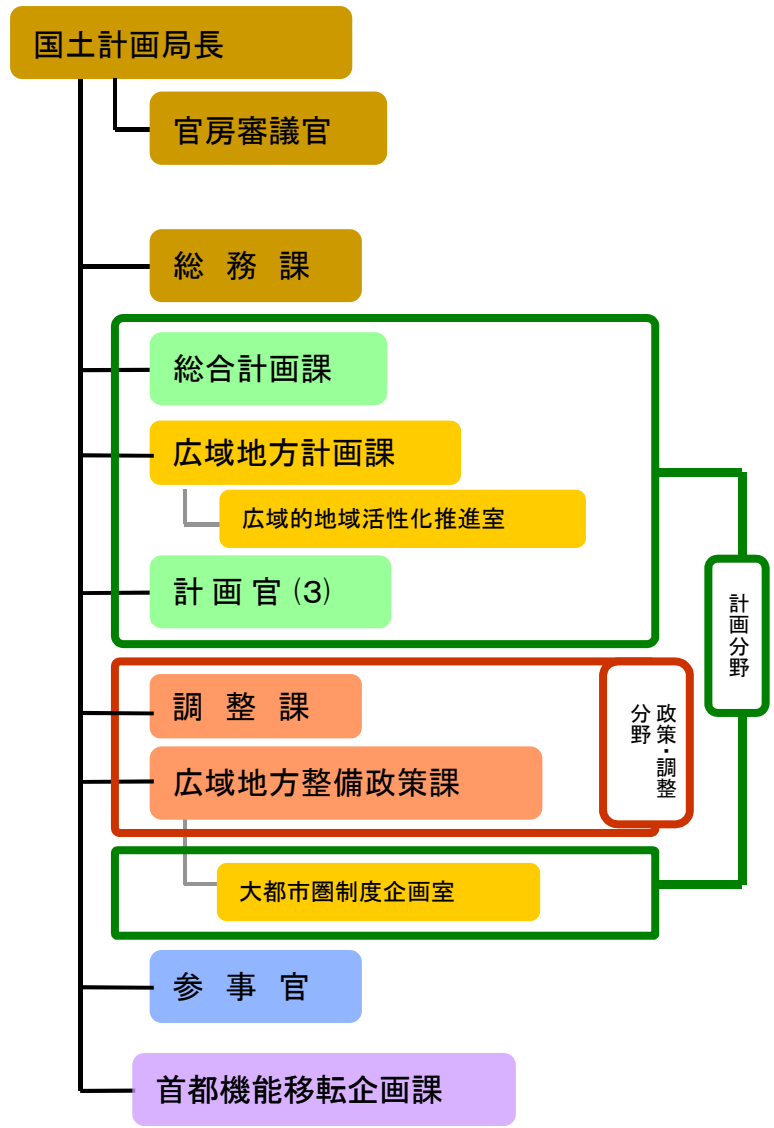 国土計画局長
官房審議官
総 務 課
総合計画課
広域地方計画課
広域的地域活性化推進室
計 画 官 (3)
計画分野
調 整 課
広域地方整備政策課
政策・調整
分野
大都市圏制度企画室
参 事 官
首都機能移転企画課